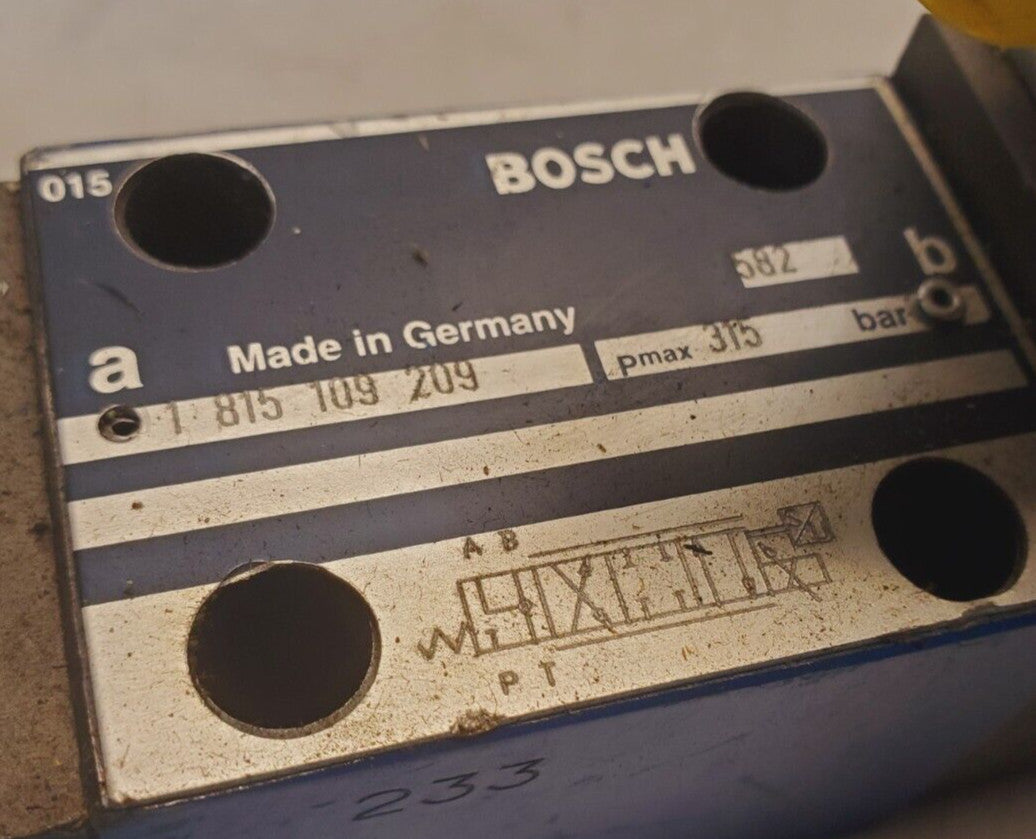 015
BOSCH
582
b
a
Made in Germany
1 815 109 209
pmax 315 bar
A B
P T
233